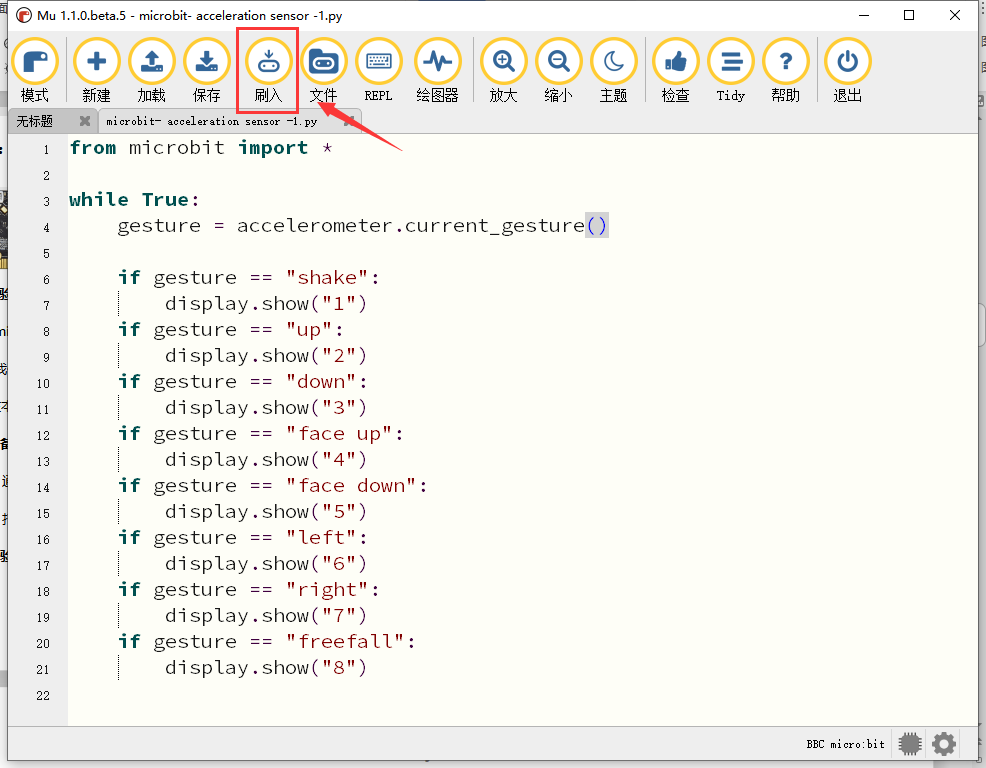 Mu 1.1.0.beta.5 - microbit- acceleration sensor -1.py
模式 新建 加载 保存 刷入 文件 REPL 绘图器 放大 缩小 主题 检查 Tidy 帮助 退出
无标题 microbit- acceleration sensor -1.py
1 from microbit import *
2
3 while True:
4 gesture = accelerometer.current_gesture()
5
6 if gesture == "shake":
7 display.show("1")
8 if gesture == "up":
9 display.show("2")
10 if gesture == "down":
11 display.show("3")
12 if gesture == "face up":
13 display.show("4")
14 if gesture == "face down":
15 display.show("5")
16 if gesture == "left":
17 display.show("6")
18 if gesture == "right":
19 display.show("7")
20 if gesture == "freefall":
21 display.show("8")
22
BBC micro:bit